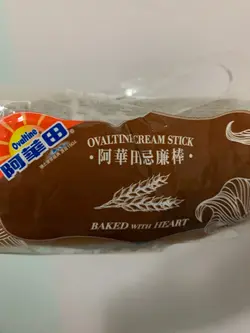 Ovaltine
阿華田
OVALTINE CREAM STICK
·阿華田忌廉棒·
BAKED WITH HEART